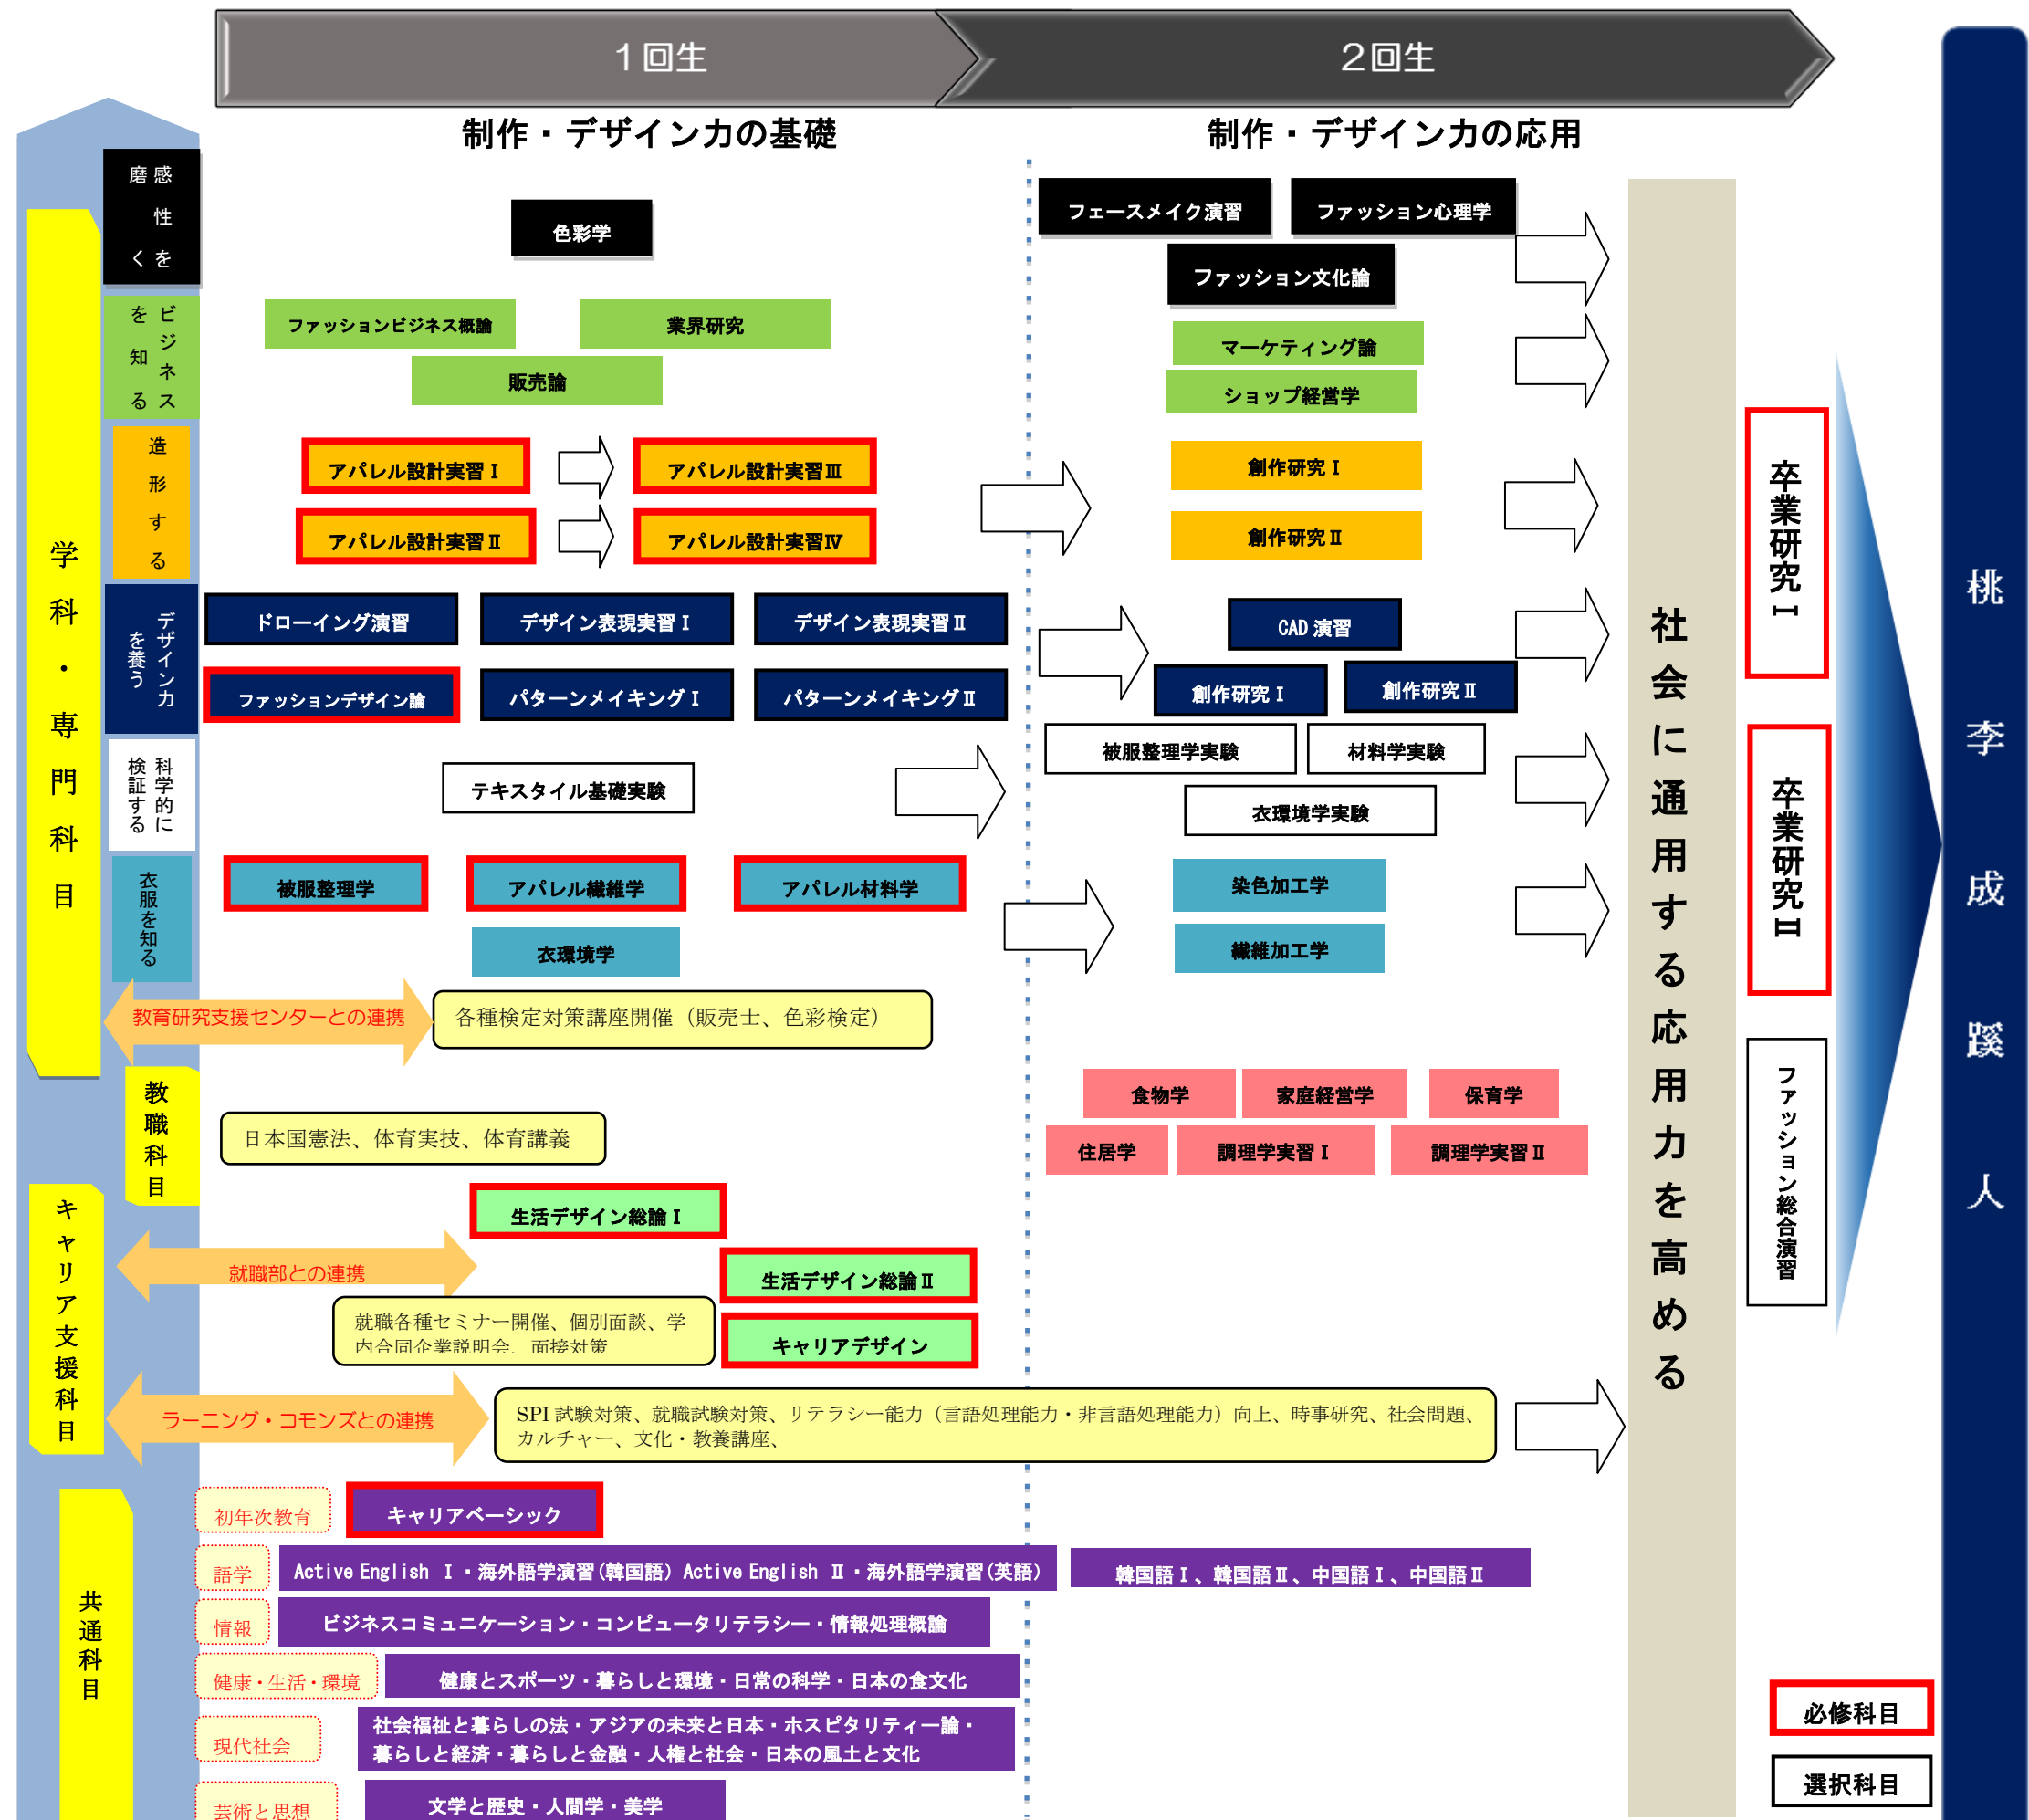 １回生
２回生
制作・デザイン力の基礎
制作・デザイン力の応用
学科・専門科目
感性を磨く
色彩学
フェースメイク演習
ファッション心理学
ファッション文化論
ビジネスを知る
ファッションビジネス概論
業界研究
販売論
マーケティング論
ショップ経営学
造形する
アパレル設計実習Ⅰ
アパレル設計実習Ⅲ
アパレル設計実習Ⅱ
アパレル設計実習Ⅳ
創作研究Ⅰ
創作研究Ⅱ
デザイン力を養う
ドローイング演習
デザイン表現実習Ⅰ
デザイン表現実習Ⅱ
ファッションデザイン論
パターンメイキングⅠ
パターンメイキングⅡ
CAD 演習
創作研究Ⅰ
創作研究Ⅱ
科学的に検証する
テキスタイル基礎実験
被服整理学実験
材料学実験
衣環境学実験
衣服を知る
被服整理学
アパレル繊維学
アパレル材料学
衣環境学
染色加工学
繊維加工学
教育研究支援センターとの連携
各種検定対策講座開催（販売士、色彩検定）
教職科目
日本国憲法、体育実技、体育講義
食物学
家庭経営学
保育学
住居学
調理学実習Ⅰ
調理学実習Ⅱ
キャリア支援科目
生活デザイン総論Ⅰ
就職部との連携
生活デザイン総論Ⅱ
就職各種セミナー開催、個別面談、学
内合同企業説明会、面接対策
キャリアデザイン
ラーニング・コモンズとの連携
SPI 試験対策、就職試験対策、リテラシー能力（言語処理能力・非言語処理能力）向上、時事研究、社会問題、
カルチャー、文化・教養講座、
共通科目
初年次教育
キャリアベーシック
語学
Active English Ⅰ・海外語学演習(韓国語) Active English Ⅱ・海外語学演習(英語)
韓国語Ⅰ、韓国語Ⅱ、中国語Ⅰ、中国語Ⅱ
情報
ビジネスコミュニケーション・コンピュータリテラシー・情報処理概論
健康・生活・環境
健康とスポーツ・暮らしと環境・日常の科学・日本の食文化
現代社会
社会福祉と暮らしの法・アジアの未来と日本・ホスピタリティー論・
暮らしと経済・暮らしと金融・人権と社会・日本の風土と文化
芸術と思想
文学と歴史・人間学・美学
社会に通用する応用力を高める
卒業研究Ⅰ
卒業研究Ⅱ
ファッション総合演習
桃李成蹊人
必修科目
選択科目